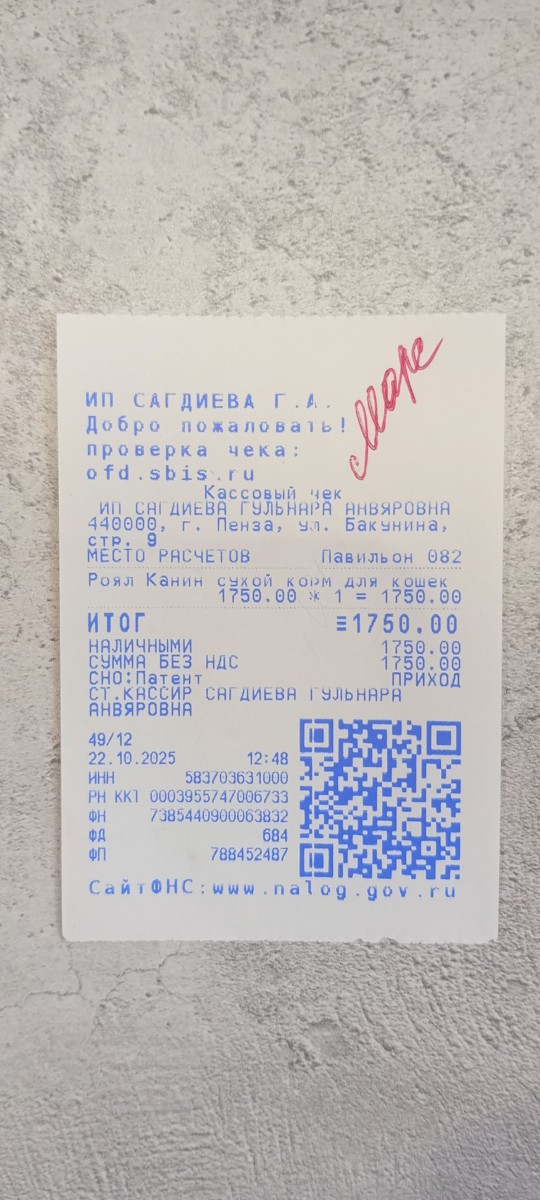 Марс
ИП САГДИЕВА Г.А.
Добро пожаловать!
проверка чека:
ofd.sbis.ru
Кассовый чек
ИП САГДИЕВА ГУЛЬНАРА АНВЯРОВНА
440000, г. Пенза, ул. Бакунина,
стр. 9
МЕСТО РАСЧЕТОВ Павильон 082
Роял Канин сухой корм для кошек
1750.00 * 1 = 1750.00
ИТОГ ≡1750.00
НАЛИЧНЫМИ 1750.00
СУММА БЕЗ НДС 1750.00
СНО:Патент ПРИХОД
СТ.КАССИР САГДИЕВА ГУЛЬНАРА
АНВЯРОВНА
49/12
22.10.2025 12:48
ИНН 583703631000
РН ККТ 0003955747006733
ФН 7385440900063832
ФД 684
ФП 788452487
СайтФНС:www.nalog.gov.ru